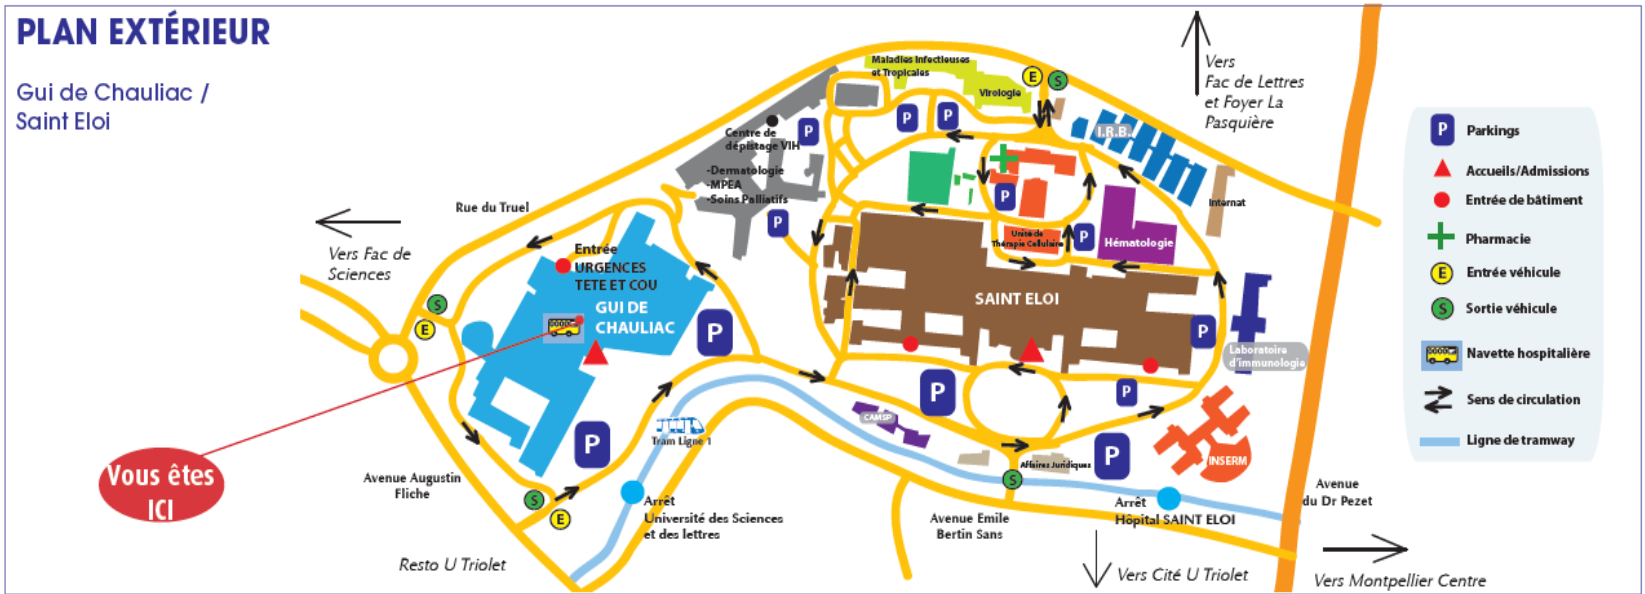 PLAN EXTÉRIEUR
Gui de Chauliac /
Saint Eloi
Maladies Infectieuses
et Tropicales
Virologie
E
S
Vers
Fac de Lettres
et Foyer La
Pasquière
P
P
P
Centre de
dépistage VIH
-Dermatologie
-MPEA
-Soins Palliatifs
I.R.B.
Internat
P
P
P
Unité de
Thérapie Cellulaire
Hématologie
Rue du Truel
Vers Fac de
Sciences
Entrée
URGENCES
TETE ET COU
GUI DE
CHAULIAC
SAINT ELOI
S
E
P
P
Laboratoire
d'immunologie
P
P
CAMSP
P
Tram Ligne 1
P
Affaires Juridiques
INSERM
Vous êtes
ICI
Avenue Augustin
Fliche
S
E
S
Arrêt
Université des Sciences
et des lettres
Avenue Emile
Bertin Sans
Arrêt
Hôpital SAINT ELOI
Avenue
du Dr Pezet
Resto U Triolet
Vers Cité U Triolet
Vers Montpellier Centre
P Parkings
Accueils/Admissions
Entrée de bâtiment
Pharmacie
E Entrée véhicule
S Sortie véhicule
Navette hospitalière
Sens de circulation
Ligne de tramway